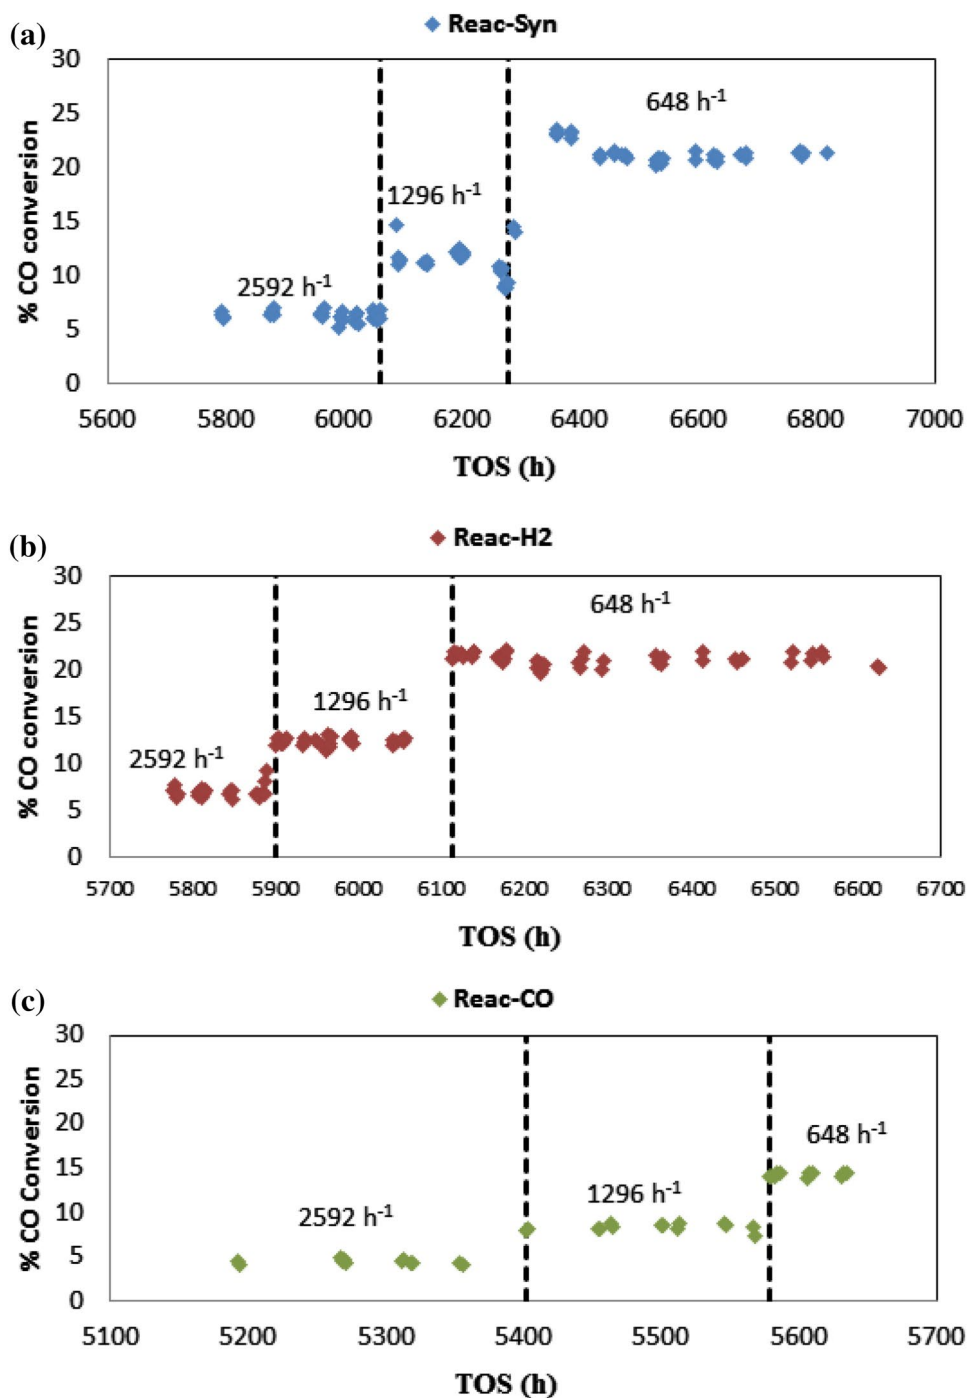 (a)
Reac-Syn
30
25
20
15
10
5
0
% CO conversion
2592 h-1
1296 h-1
648 h-1
5600 5800 6000 6200 6400 6600 6800 7000
TOS (h)
(b)
Reac-H2
30
25
20
15
10
5
0
% CO conversion
2592 h-1
1296 h-1
648 h-1
5700 5800 5900 6000 6100 6200 6300 6400 6500 6600 6700
TOS (h)
(c)
Reac-CO
30
25
20
15
10
5
0
% CO Conversion
2592 h-1
1296 h-1
648 h-1
5100 5200 5300 5400 5500 5600 5700
TOS (h)